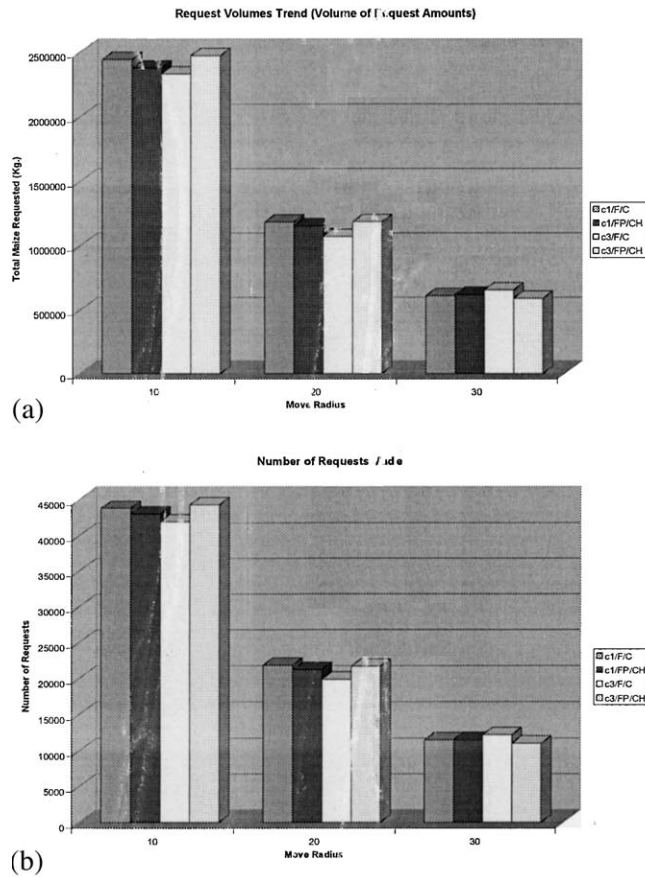 Request Volumes Trend (Volume of Request Amounts)
2500000
2000000
1500000
1000000
500000
0
Total Maize Requested (Kg.)
10
20
30
Move Radius
c1/F/C
c1/FP/CH
c3/F/C
c3/FP/CH
(a)
Number of Requests
45000
40000
35000
30000
25000
20000
15000
10000
5000
0
Number of Requests
10
20
30
Move Radius
c1/F/C
c1/FP/CH
c3/F/C
c3/FP/CH
(b)